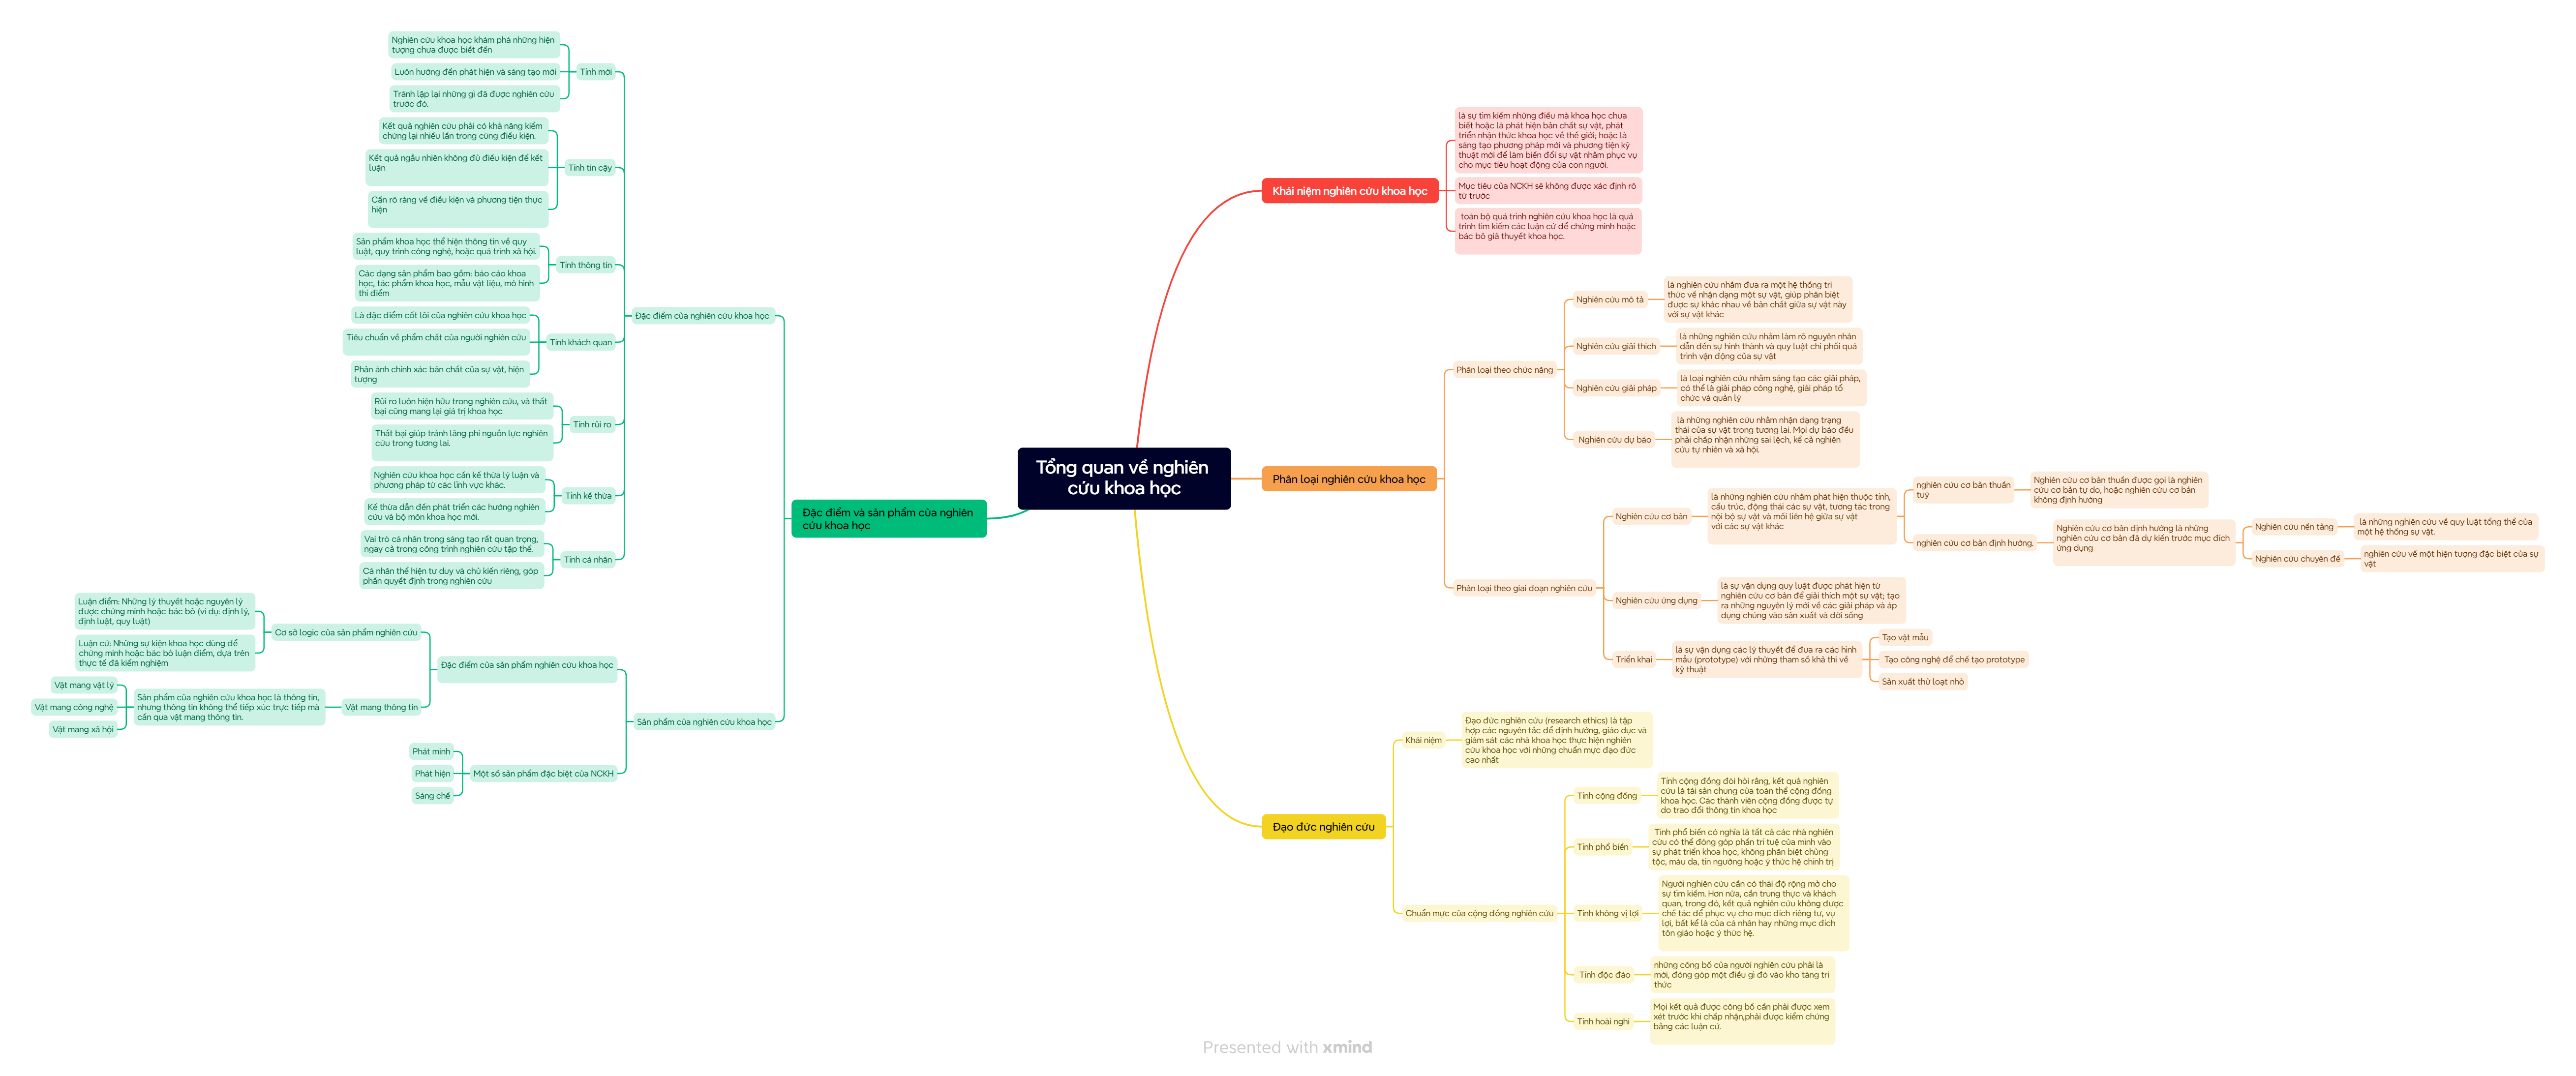 Tổng quan về nghiên
cứu khoa học
Khái niệm nghiên cứu khoa học
là sự tìm kiếm những điều mà khoa học chưa
biết hoặc là phát hiện bản chất sự vật, phát
triển nhận thức khoa học về thế giới; hoặc là
sáng tạo phương pháp mới và phương tiện kỹ
thuật mới để làm biến đổi sự vật nhằm phục vụ
cho mục tiêu hoạt động của con người.
Mục tiêu của NCKH sẽ không được xác định rõ
từ trước
toàn bộ quá trình nghiên cứu khoa học là quá
trình tìm kiếm các luận cứ để chứng minh hoặc
bác bỏ giả thuyết khoa học.
Phân loại nghiên cứu khoa học
Phân loại theo chức năng
Nghiên cứu mô tả
là nghiên cứu nhằm đưa ra một hệ thống tri
thức về nhận dạng một sự vật, giúp phân biệt
được sự khác nhau về bản chất giữa sự vật này
với sự vật khác
Nghiên cứu giải thích
là những nghiên cứu nhằm làm rõ nguyên nhân
dẫn đến sự hình thành và quy luật chi phối quá
trình vận động của sự vật
Nghiên cứu giải pháp
là loại nghiên cứu nhằm sáng tạo các giải pháp,
có thể là giải pháp công nghệ, giải pháp tổ
chức và quản lý
Nghiên cứu dự báo
là những nghiên cứu nhằm nhận dạng trạng
thái của sự vật trong tương lai. Mọi dự báo đều
phải chấp nhận những sai lệch, kể cả nghiên
cứu tự nhiên và xã hội.
Phân loại theo giai đoạn nghiên cứu
Nghiên cứu cơ bản
là những nghiên cứu nhằm phát hiện thuộc tính,
cấu trúc, động thái các sự vật, tương tác trong
nội bộ sự vật và mối liên hệ giữa sự vật
với các sự vật khác
nghiên cứu cơ bản thuần
tuý
Nghiên cứu cơ bản thuần được gọi là nghiên
cứu cơ bản tự do, hoặc nghiên cứu cơ bản
không định hướng
nghiên cứu cơ bản định hướng.
Nghiên cứu cơ bản định hướng là những
nghiên cứu cơ bản đã dự kiến trước mục đích
ứng dụng
Nghiên cứu nền tảng
là những nghiên cứu về quy luật tổng thể của
một hệ thống sự vật.
Nghiên cứu chuyên đề
nghiên cứu về một hiện tượng đặc biệt của sự
vật
Nghiên cứu ứng dụng
là sự vận dụng quy luật được phát hiện từ
nghiên cứu cơ bản để giải thích một sự vật; tạo
ra những nguyên lý mới về các giải pháp và áp
dụng chúng vào sản xuất và đời sống
Triển khai
là sự vận dụng các lý thuyết để đưa ra các hình
mẫu (prototype) với những tham số khả thi về
kỹ thuật
Tạo vật mẫu
Tạo công nghệ để chế tạo prototype
Sản xuất thử loạt nhỏ
Đạo đức nghiên cứu
Khái niệm
Đạo đức nghiên cứu (research ethics) là tập
hợp các nguyên tắc để định hướng, giáo dục và
giám sát các nhà khoa học thực hiện nghiên
cứu khoa học với những chuẩn mực đạo đức
cao nhất
Chuẩn mực của cộng đồng nghiên cứu
Tính cộng đồng
Tính cộng đồng đòi hỏi rằng, kết quả nghiên
cứu là tài sản chung của toàn thể cộng đồng
khoa học. Các thành viên cộng đồng được tự
do trao đổi thông tin khoa học
Tính phổ biến
Tính phổ biến có nghĩa là tất cả các nhà nghiên
cứu có thể đóng góp phần trí tuệ của mình vào
sự phát triển khoa học, không phân biệt chủng
tộc, màu da, tín ngưỡng hoặc ý thức hệ chính trị
Tính không vị lợi
Người nghiên cứu cần có thái độ rộng mở cho
sự tìm kiếm. Hơn nữa, cần trung thực và khách
quan, trong đó, kết quả nghiên cứu không được
chế tác để phục vụ cho mục đích riêng tư, vụ
lợi, bất kể là của cá nhân hay những mục đích
tôn giáo hoặc ý thức hệ.
Tính độc đáo
những công bố của người nghiên cứu phải là
mới, đóng góp một điều gì đó vào kho tàng tri
thức
Tính hoài nghi
Mọi kết quả được công bố cần phải được xem
xét trước khi chấp nhận,phải được kiểm chứng
bằng các luận cứ.
Đặc điểm và sản phẩm của nghiên
cứu khoa học
Đặc điểm của nghiên cứu khoa học
Tính mới
Nghiên cứu khoa học khám phá những hiện
tượng chưa được biết đến
Luôn hướng đến phát hiện và sáng tạo mới
Tránh lặp lại những gì đã được nghiên cứu
trước đó.
Tính tin cậy
Kết quả nghiên cứu phải có khả năng kiểm
chứng lại nhiều lần trong cùng điều kiện.
Kết quả ngẫu nhiên không đủ điều kiện để kết
luận
Cần rõ ràng về điều kiện và phương tiện thực
hiện
Tính thông tin
Sản phẩm khoa học thể hiện thông tin về quy
luật, quy trình công nghệ, hoặc quá trình xã hội.
Các dạng sản phẩm bao gồm: báo cáo khoa
học, tác phẩm khoa học, mẫu vật liệu, mô hình
thí điểm
Tính khách quan
Là đặc điểm cốt lõi của nghiên cứu khoa học
Tiêu chuẩn về phẩm chất của người nghiên cứu
Phản ánh chính xác bản chất của sự vật, hiện
tượng
Tính rủi ro
Rủi ro luôn hiện hữu trong nghiên cứu, và thất
bại cũng mang lại giá trị khoa học
Thất bại giúp tránh lãng phí nguồn lực nghiên
cứu trong tương lai.
Tính kế thừa
Nghiên cứu khoa học cần kế thừa lý luận và
phương pháp từ các lĩnh vực khác.
Kế thừa dẫn đến phát triển các hướng nghiên
cứu và bộ môn khoa học mới.
Tính cá nhân
Vai trò cá nhân trong sáng tạo rất quan trọng,
ngay cả trong công trình nghiên cứu tập thể.
Cá nhân thể hiện tư duy và chủ kiến riêng, góp
phần quyết định trong nghiên cứu
Sản phẩm của nghiên cứu khoa học
Đặc điểm của sản phẩm nghiên cứu khoa học
Cơ sở logic của sản phẩm nghiên cứu
Luận điểm: Những lý thuyết hoặc nguyên lý
được chứng minh hoặc bác bỏ (ví dụ: định lý,
định luật, quy luật)
Luận cứ: Những sự kiện khoa học dùng để
chứng minh hoặc bác bỏ luận điểm, dựa trên
thực tế đã kiểm nghiệm
Vật mang thông tin
Sản phẩm của nghiên cứu khoa học là thông tin,
nhưng thông tin không thể tiếp xúc trực tiếp mà
cần qua vật mang thông tin.
Vật mang vật lý
Vật mang công nghệ
Vật mang xã hội
Một số sản phẩm đặc biệt của NCKH
Phát minh
Phát hiện
Sáng chế
Presented with xmind